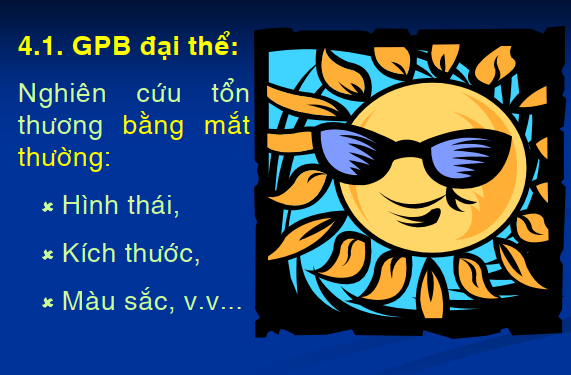 4.1. GPB đại thể:
Nghiên cứu tổn
thương bằng mắt
thường:
Hình thái,
Kích thước,
Màu sắc, v.v...